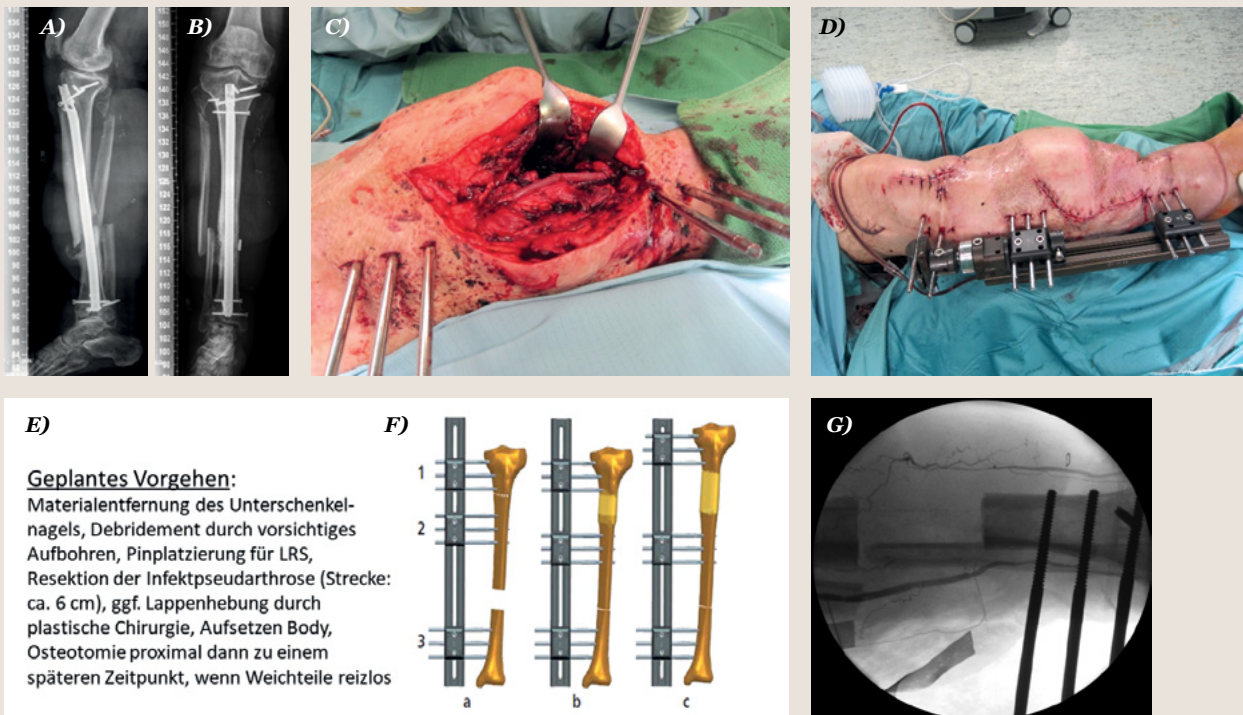 A)
B)
C)
D)
E)
Geplantes Vorgehen:
Materialentfernung des Unterschenkel-
nagels, Debridement durch vorsichtiges
Aufbohren, Pinplatzierung für LRS,
Resektion der Infektpseudarthrose (Strecke:
ca. 6 cm), ggf. Lappenhebung durch
plastische Chirurgie, Aufsetzen Body,
Osteotomie proximal dann zu einem
späteren Zeitpunkt, wenn Weichteile reizlos
F)
1
2
3
a
b
c
G)